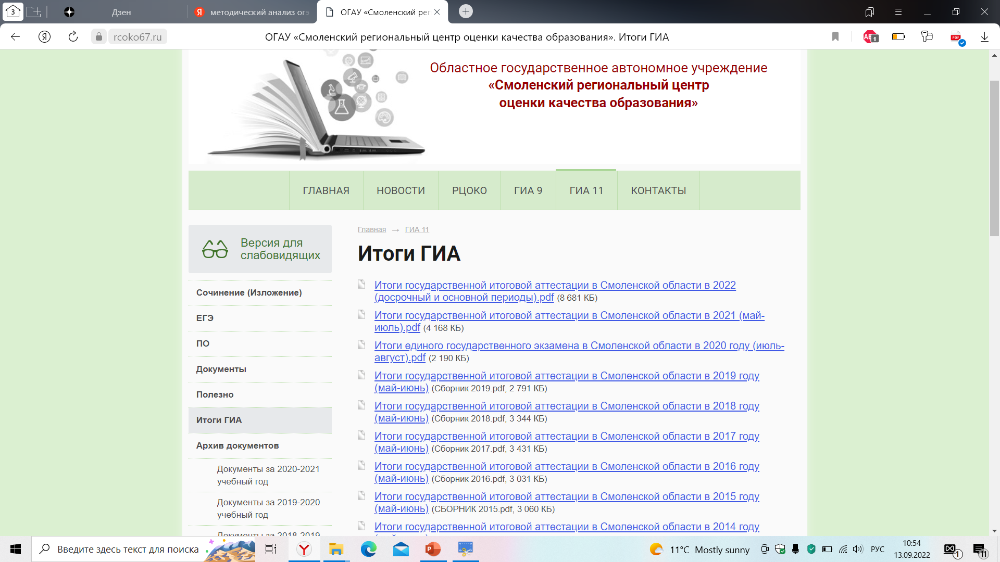 3
Дзен
методический анализ огэ
ОГАУ «Смоленский рег
rcoko67.ru
ОГАУ «Смоленский региональный центр оценки качества образования». Итоги ГИА
1
PDF
Областное государственное автономное учреждение
«Смоленский региональный центр
оценки качества образования»
ГЛАВНАЯ
НОВОСТИ
РЦОКО
ГИА 9
ГИА 11
КОНТАКТЫ
Версия для
слабовидящих
Сочинение (Изложение)
ЕГЭ
ПО
Документы
Полезно
Итоги ГИА
Архив документов
Документы за 2020-2021
учебный год
Документы за 2019-2020
учебный год
Документы за 2018-2019
Главная → ГИА 11
Итоги ГИА
Итоги государственной итоговой аттестации в Смоленской области в 2022
(досрочный и основной периоды).pdf (8 681 КБ)
Итоги государственной итоговой аттестации в Смоленской области в 2021 (май-
июль).pdf (4 168 КБ)
Итоги единого государственного экзамена в Смоленской области в 2020 году (июль-
август).pdf (2 190 КБ)
Итоги государственной итоговой аттестации в Смоленской области в 2019 году
(май-июнь) (Сборник 2019.pdf, 2 791 КБ)
Итоги государственной итоговой аттестации в Смоленской области в 2018 году
(май-июнь) (Сборник 2018.pdf, 3 344 КБ)
Итоги государственной итоговой аттестации в Смоленской области в 2017 году
(май-июнь) (Сборник 2017.pdf, 3 431 КБ)
Итоги государственной итоговой аттестации в Смоленской области в 2016 году
(май-июнь) (Сборник 2016.pdf, 3 031 КБ)
Итоги государственной итоговой аттестации в Смоленской области в 2015 году
(май-июнь) (СБОРНИК 2015.pdf, 3 060 КБ)
Итоги государственной итоговой аттестации в Смоленской области в 2014 году
Введите здесь текст для поиска
11°C Mostly sunny
РУС
10:54
13.09.2022
1
11